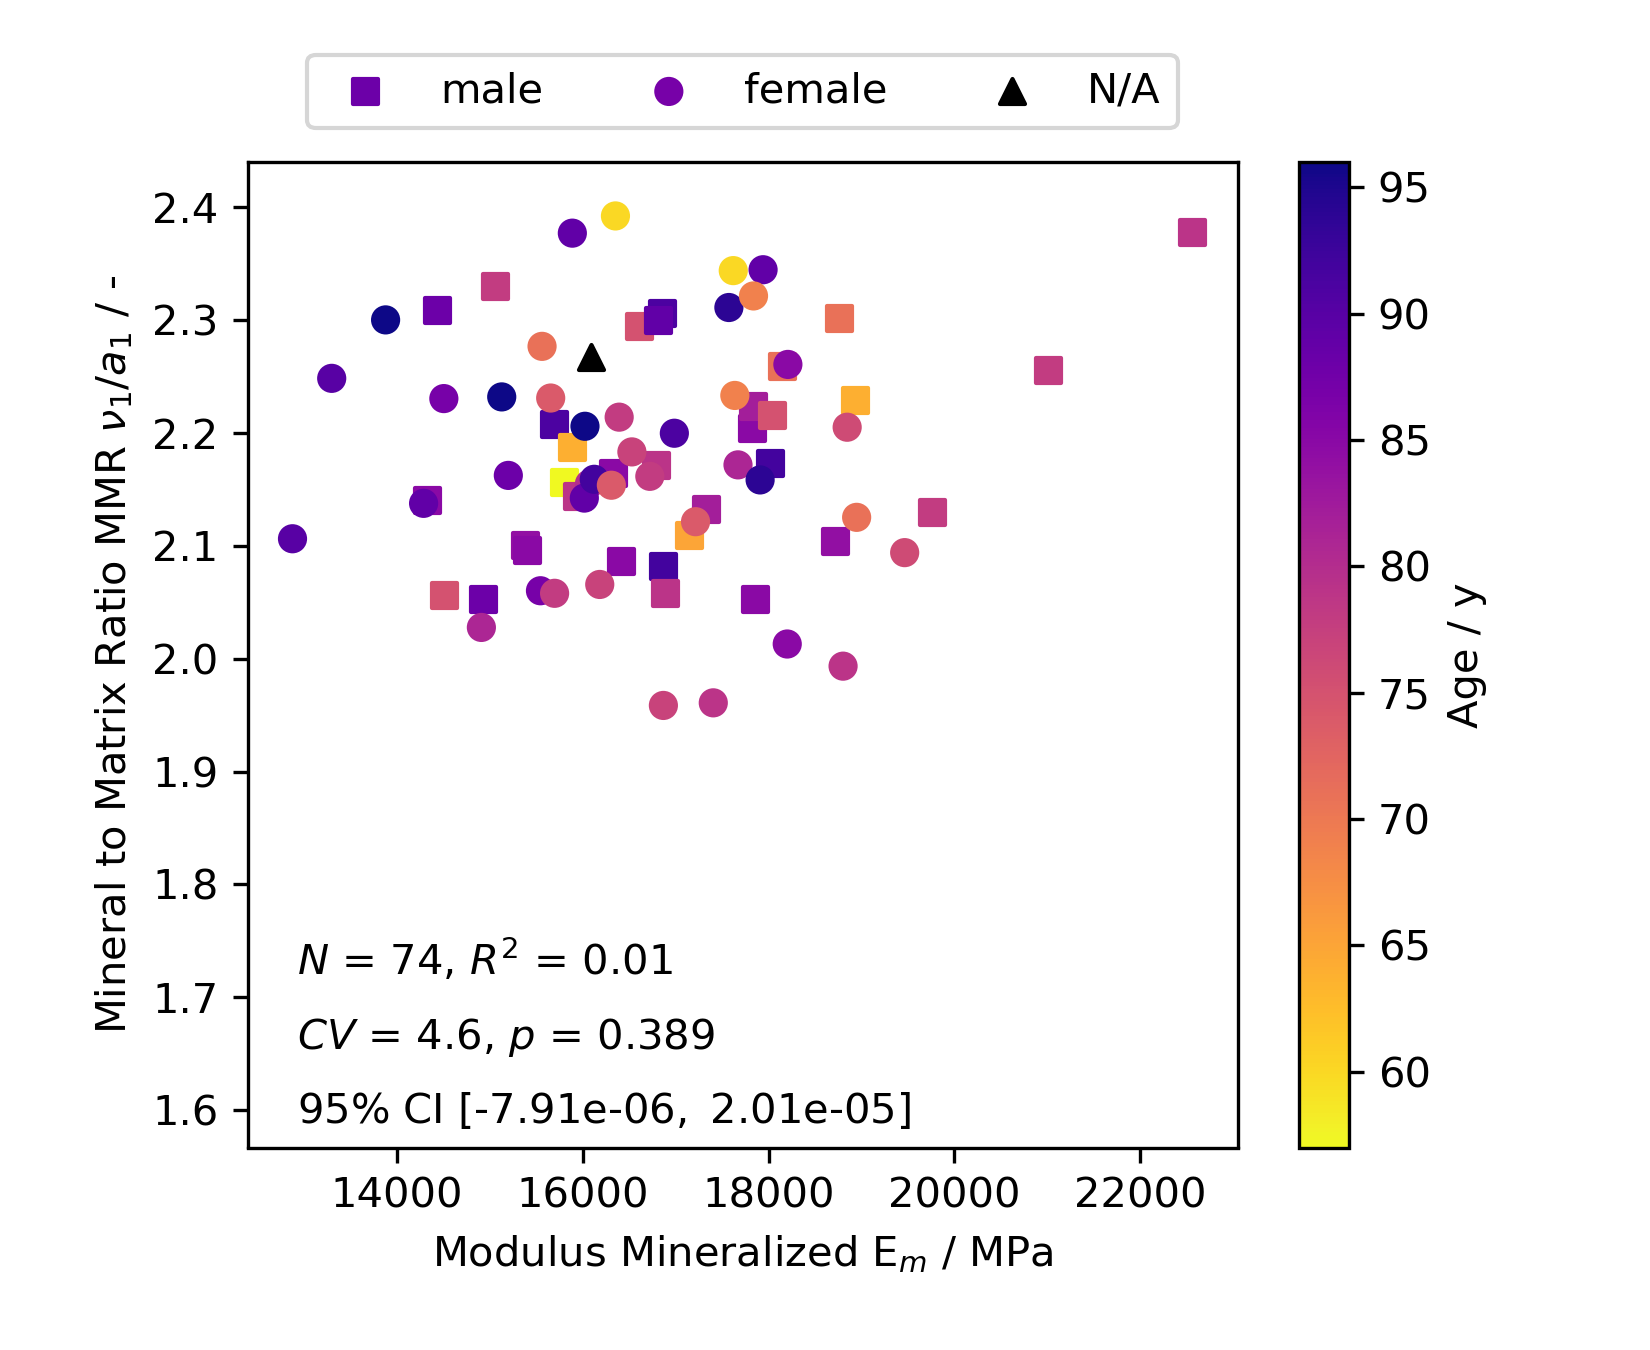 male female N/A
Mineral to Matrix Ratio MMR ν₁/a₁ / -
2.4
2.3
2.2
2.1
2.0
1.9
1.8
1.7
1.6
N = 74, R² = 0.01
CV = 4.6, p = 0.389
95% CI [-7.91e-06, 2.01e-05]
14000 16000 18000 20000 22000
Modulus Mineralized Eₘ / MPa
95
90
85
80
75
70
65
60
Age / y